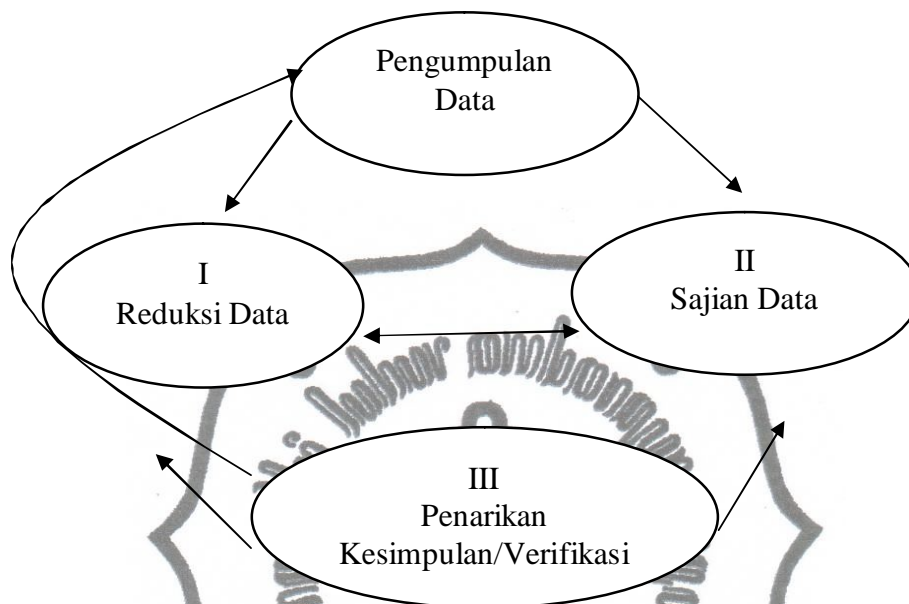 Pengumpulan
Data
I
Reduksi Data
II
Sajian Data
III
Penarikan
Kesimpulan/Verifikasi